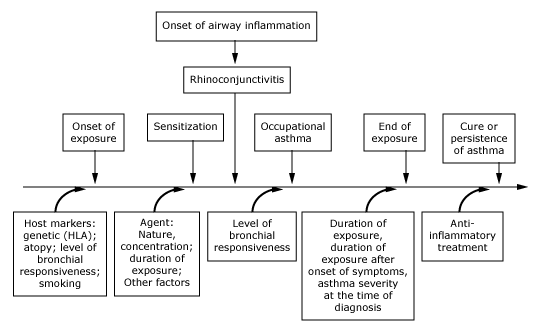 Onset of airway inflammation
Rhinoconjunctivitis
Onset of
exposure
Sensitization
Occupational
asthma
End of
exposure
Cure or
persistence
of asthma
Host markers:
genetic (HLA);
atopy; level of
bronchial
responsiveness;
smoking
Agent:
Nature,
concentration;
duration of
exposure;
Other factors
Level of
bronchial
responsiveness
Duration of
exposure,
duration of
exposure after
onset of symptoms,
asthma severity
at the time of
diagnosis
Anti-
inflammatory
treatment